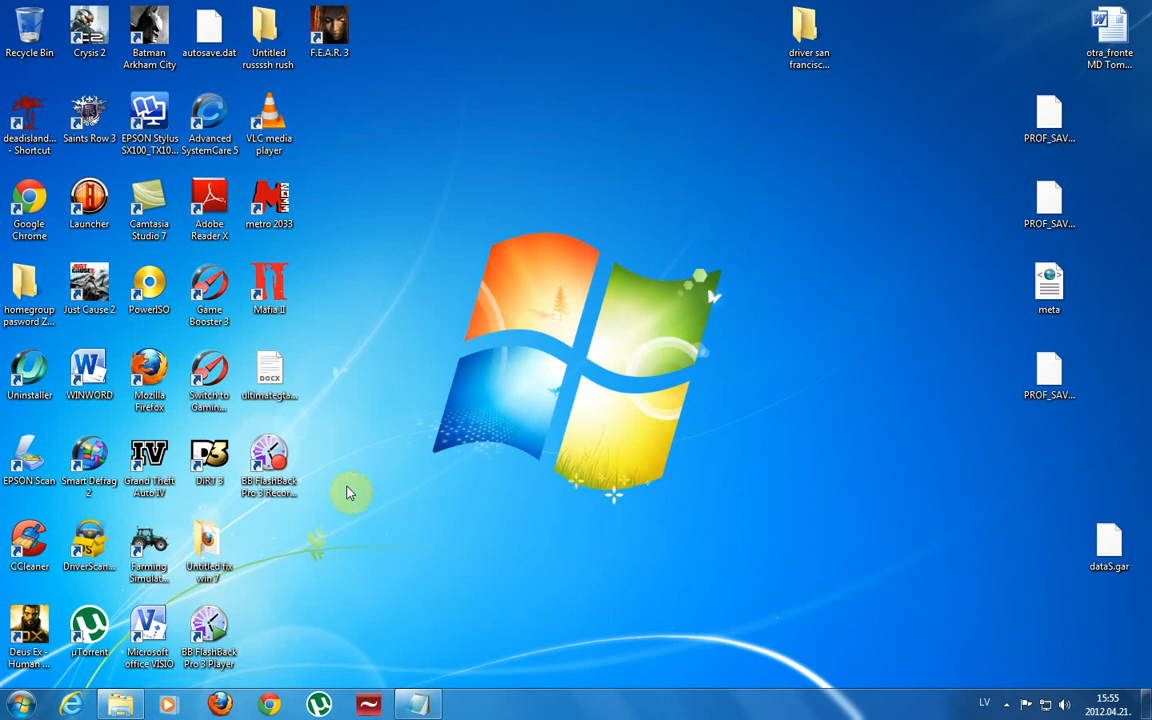 Recycle Bin
Crysis 2
Batman
Arkham City
autosave.dat
Untitled
russssh rush
F.E.A.R. 3
driver san
francisc...
otra_fronte
MD Tom...
deadisland...
- Shortcut
Saints Row 3
EPSON Stylus
SX100_TX10...
Advanced
SystemCare 5
VLC media
player
PROF_SAV...
Google
Chrome
Launcher
Camtasia
Studio 7
Adobe
Reader X
metro 2033
PROF_SAV...
homegroup
pasword Z...
Just Cause 2
PowerISO
Game
Booster 3
Mafia II
meta
Uninstaller
WINWORD
Mozilla
Firefox
Switch to
Gaming...
DOCX
ultimategta...
PROF_SAV...
EPSON Scan
Smart Defrag
2
IV
Grand Theft
Auto IV
D3
DiRT 3
BB FlashBack
Pro 3 Recor...
CCleaner
DriverScan...
Farming
Simulat...
Untitled fix
win 7
dataS.gar
Deus Ex -
Human ...
µTorrent
Microsoft
office VISIO
BB FlashBack
Pro 3 Player
LV
15:55
2012.04.21.